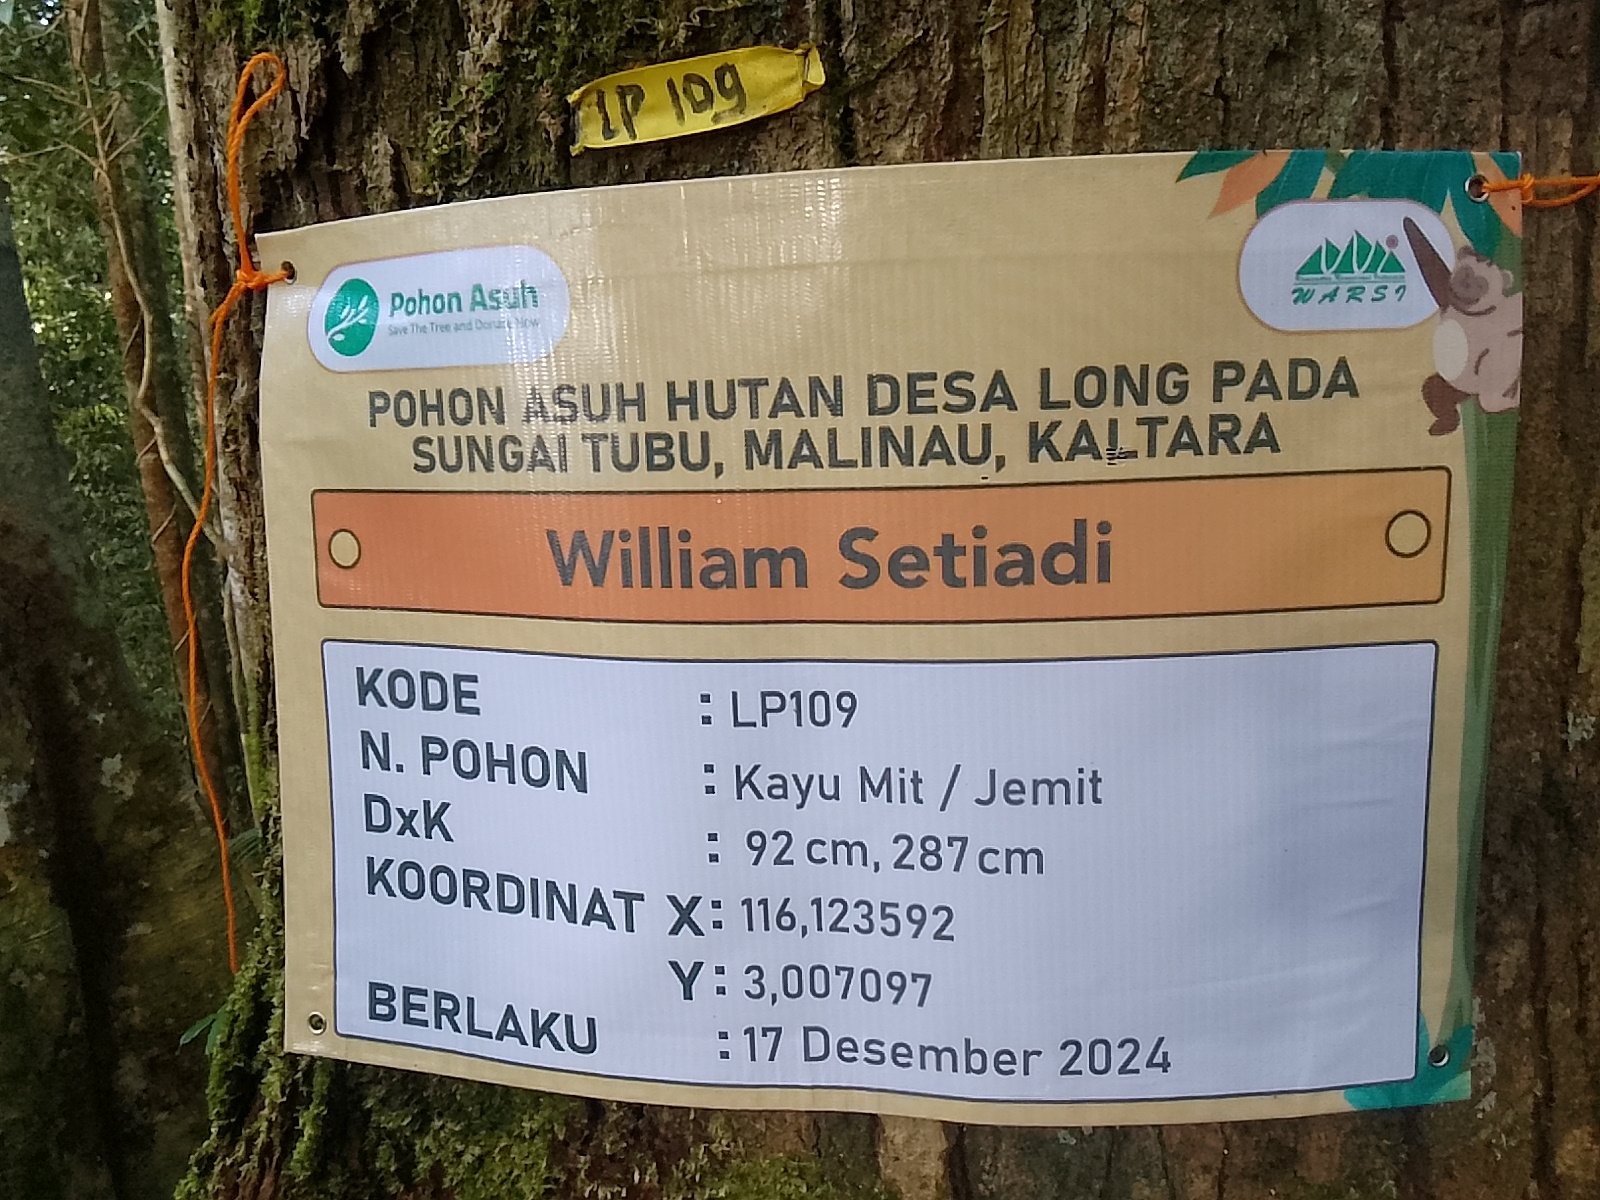 LP 109
Pohon Asuh
Save The Tree and Donate Now
WARSI
POHON ASUH HUTAN DESA LONG PADA
SUNGAI TUBU, MALINAU, KALTARA
William Setiadi
KODE : LP109
N. POHON : Kayu Mit / Jemit
DxK : 92 cm, 287 cm
KOORDINAT X : 116,123592
Y : 3,007097
BERLAKU : 17 Desember 2024